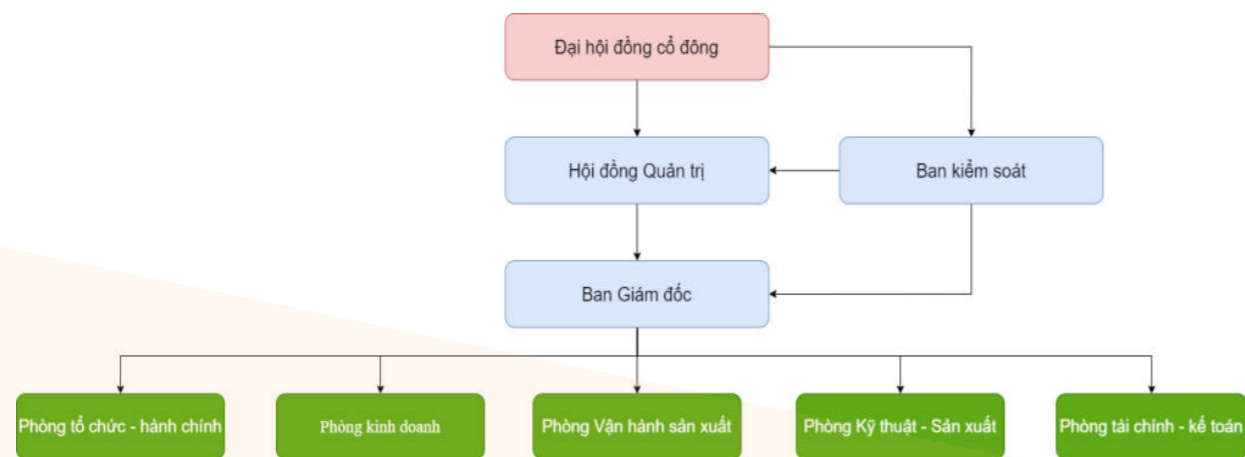 Đại hội đồng cổ đông
Hội đồng Quản trị
Ban kiểm soát
Ban Giám đốc
Phòng tổ chức - hành chính
Phòng kinh doanh
Phòng Vận hành sản xuất
Phòng Kỹ thuật - Sản xuất
Phòng tài chính - kế toán